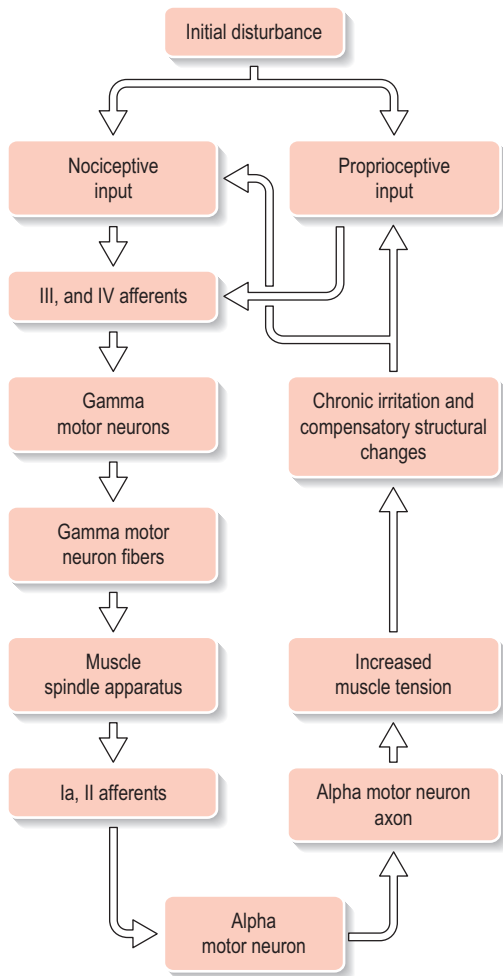 Initial disturbance
Nociceptive
input
Proprioceptive
input
III, and IV afferents
Gamma
motor neurons
Chronic irritation and
compensatory structural
changes
Gamma motor
neuron fibers
Muscle
spindle apparatus
Increased
muscle tension
Ia, II afferents
Alpha motor neuron
axon
Alpha
motor neuron